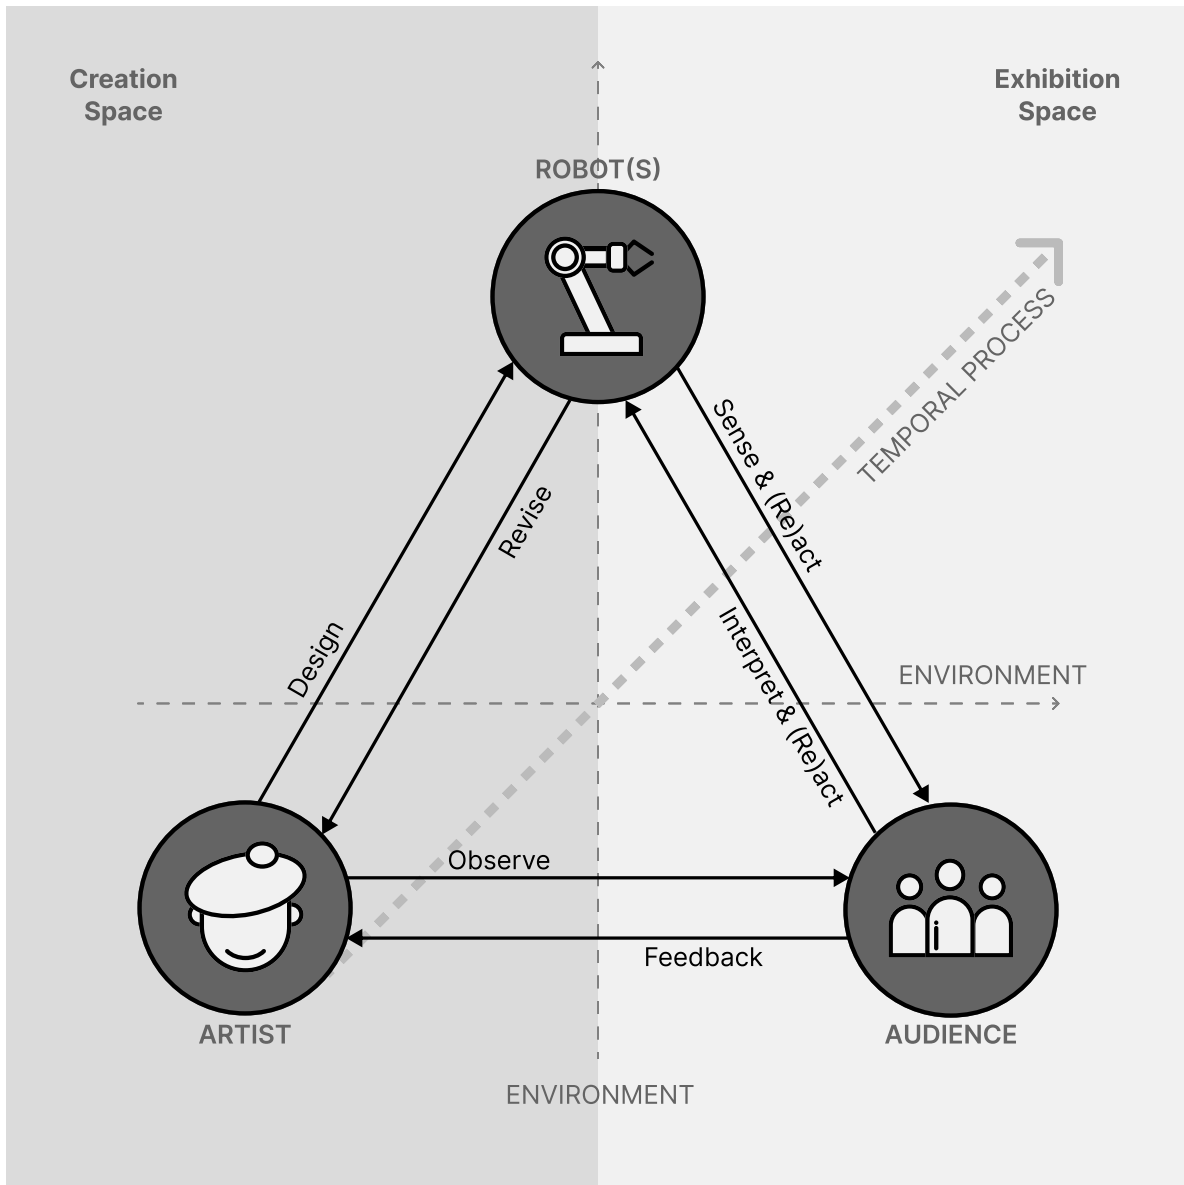 Creation
Space
Exhibition
Space
ROBOT(S)
TEMPORAL PROCESS
Sense & (Re)act
Revise
Interpret & (Re)act
Design
ENVIRONMENT
Observe
Feedback
ARTIST
AUDIENCE
ENVIRONMENT